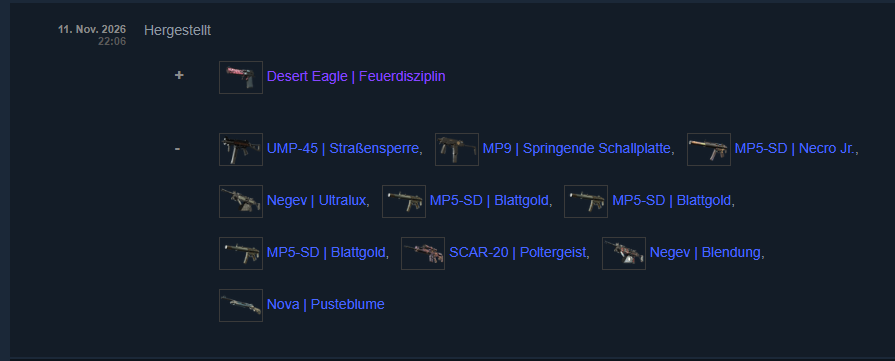 11. Nov. 2026 Hergestellt
22:06
+ Desert Eagle | Feuerdisziplin
- UMP-45 | Straßensperre, MP9 | Springende Schallplatte, MP5-SD | Necro Jr.,
Negev | Ultralux, MP5-SD | Blattgold, MP5-SD | Blattgold,
MP5-SD | Blattgold, SCAR-20 | Poltergeist, Negev | Blendung,
Nova | Pusteblume